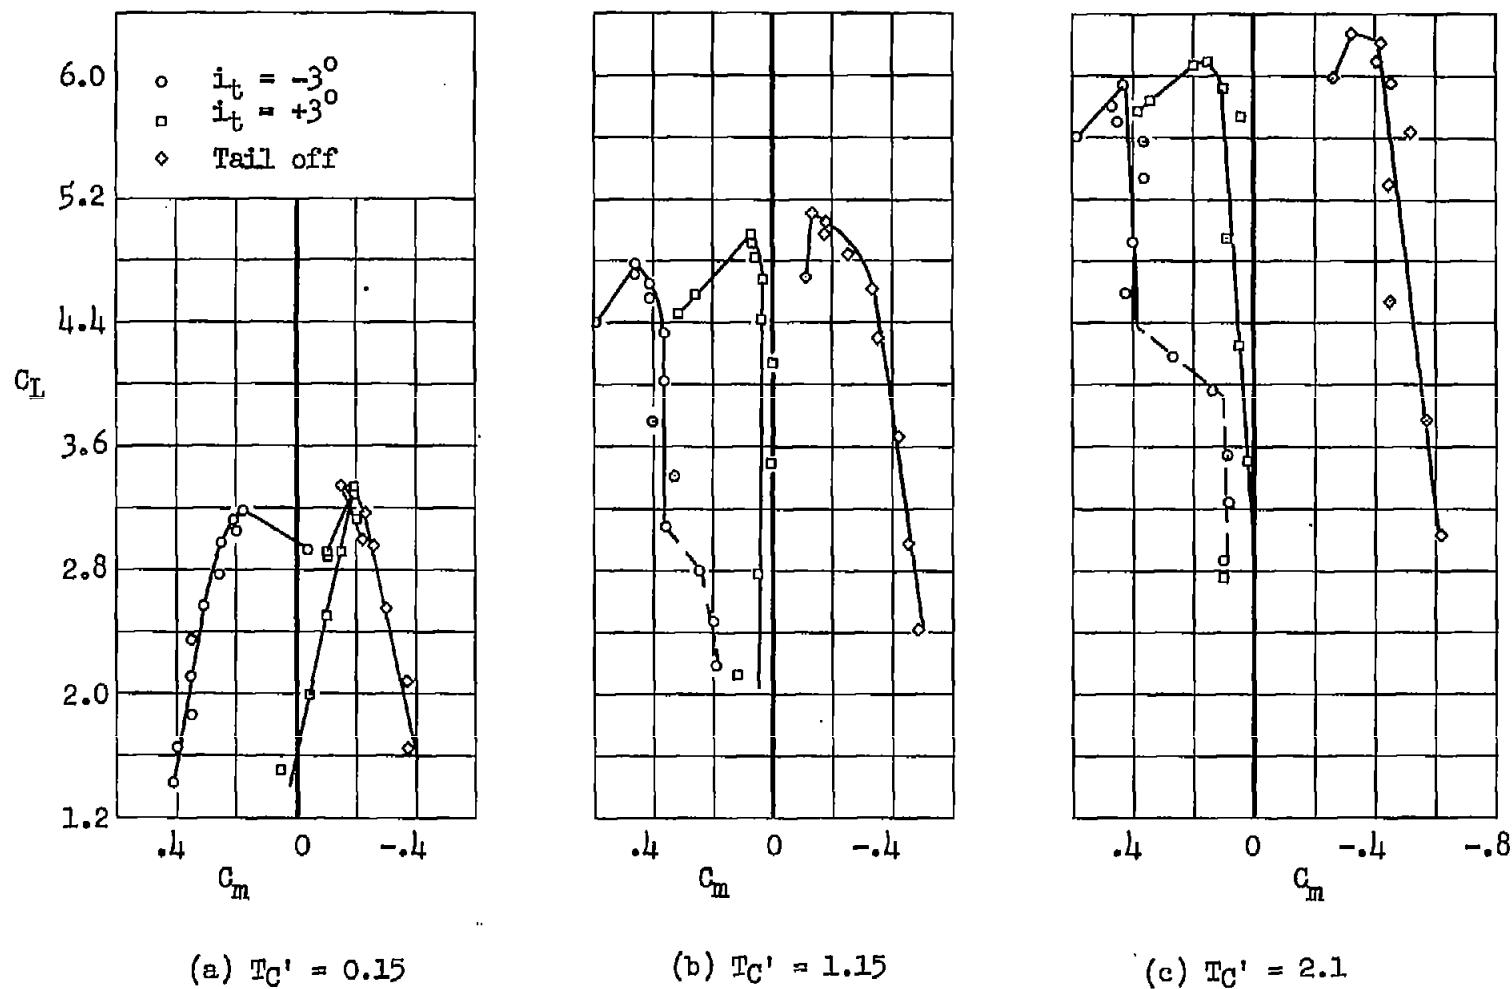 i_t = -3°
i_t = +3°
Tail off
6.0
5.2
4.4
C_L
3.6
2.8
2.0
1.2
.4 0 -.4
C_m
.4 0 -.4
C_m
.4 0 -.4 -.8
C_m
(a) T_C' = 0.15
(b) T_C' = 1.15
(c) T_C' = 2.1